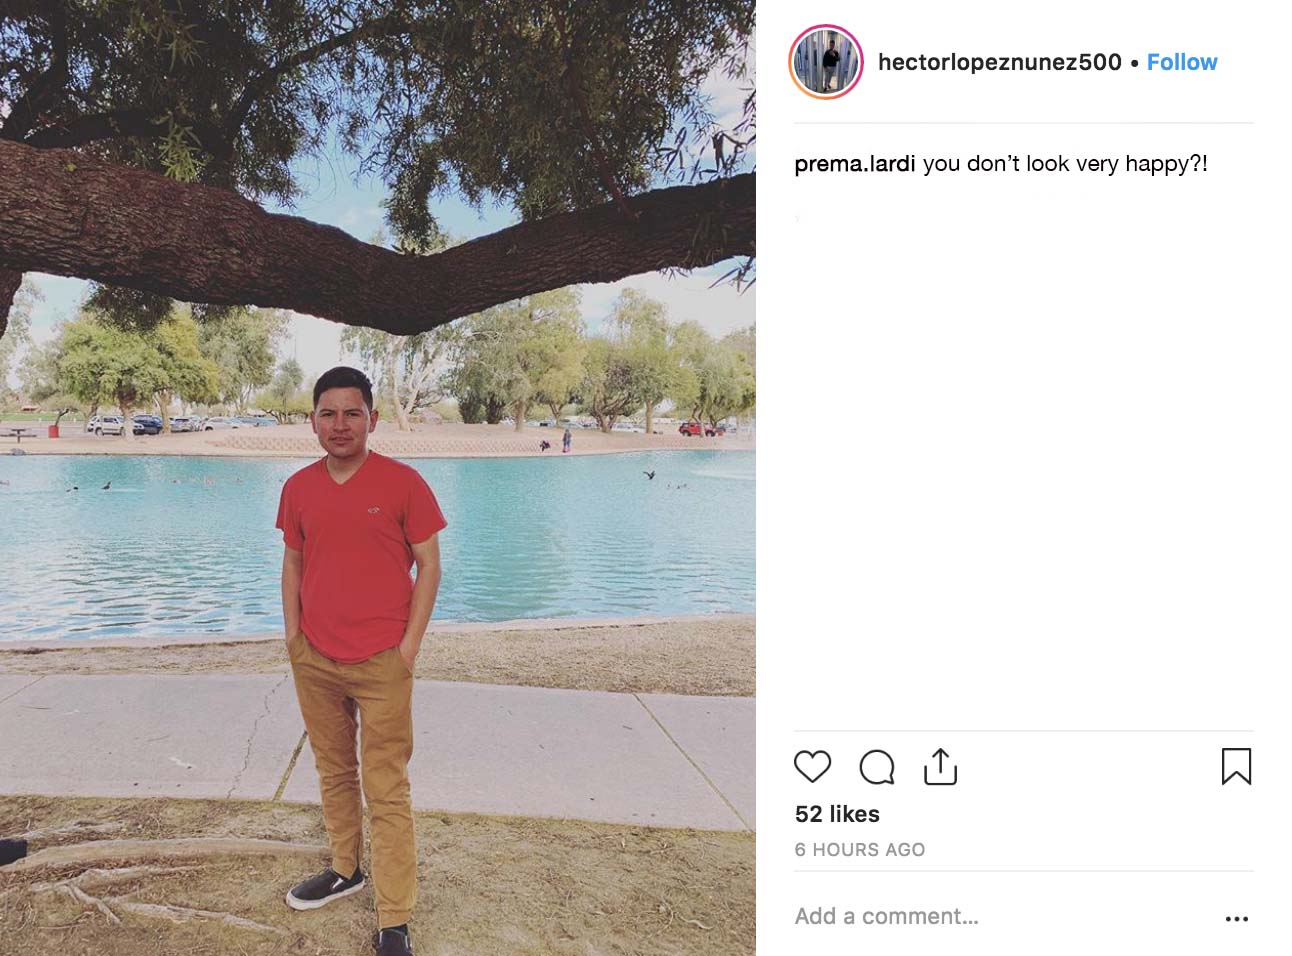 hectorlopeznunez500 • Follow
prema.lardi you don’t look very happy?!
52 likes
6 HOURS AGO
Add a comment...